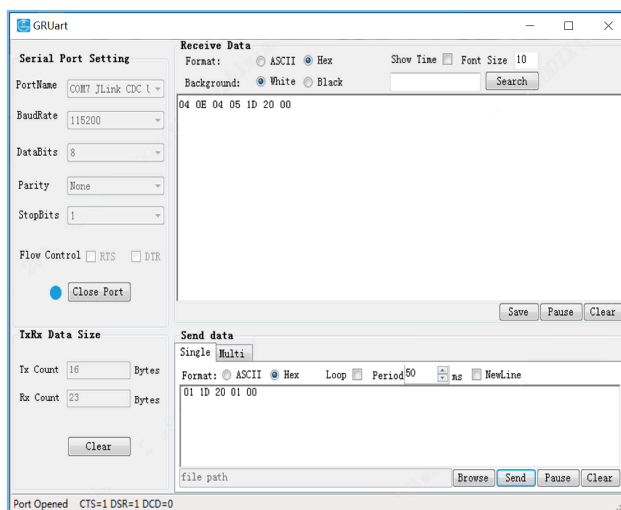 GRUart
Serial Port Setting
PortName COM7 JLink CDC U
BaudRate 115200
DataBits 8
Parity None
StopBits 1
Flow Control RTS DTR
Close Port
TxRx Data Size
Tx Count 16 Bytes
Rx Count 23 Bytes
Clear
Receive Data
Format: ASCII Hex Show Time Font Size 10
Background: White Black Search
04 0E 04 05 1D 20 00
Save Pause Clear
Send data
Single Multi
Format: ASCII Hex Loop Period 50 ms NewLine
01 1D 20 01 00
file path Browse Send Pause Clear
Port Opened CTS=1 DSR=1 DCD=0